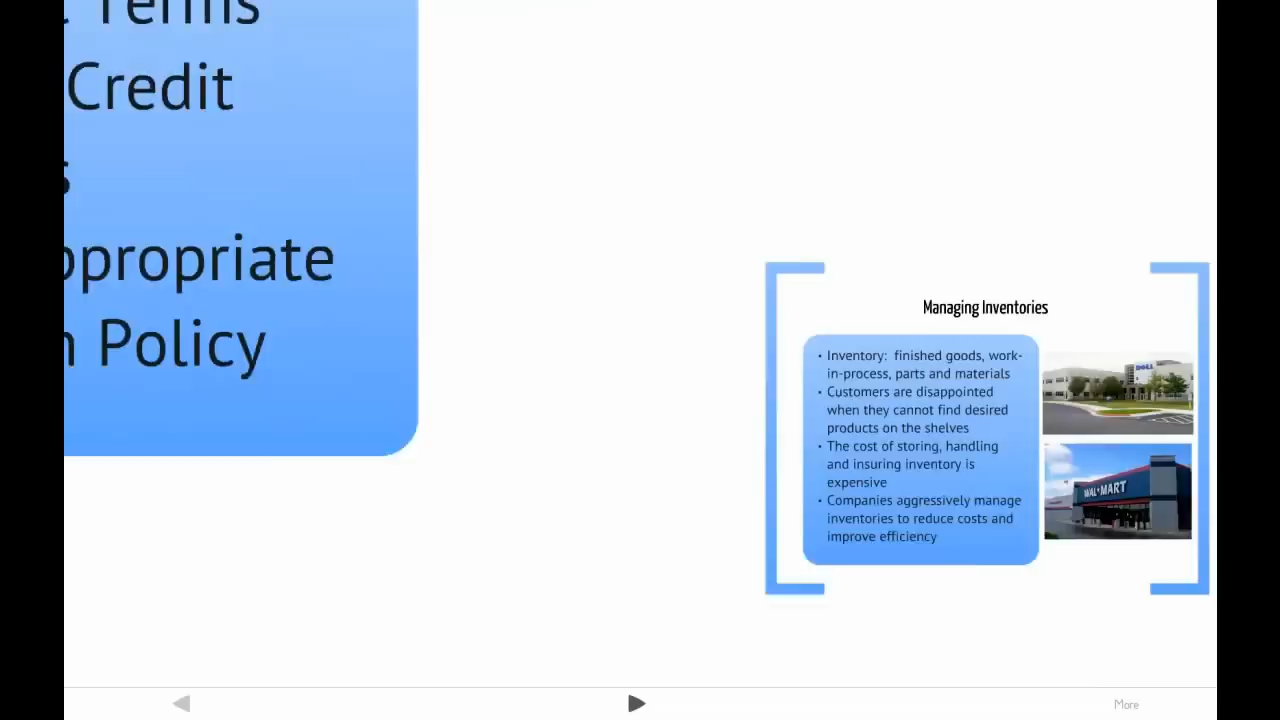 Terms
Credit
s
ppropriate
n Policy
Managing Inventories
• Inventory: finished goods, work-
in-process, parts and materials
• Customers are disappointed
when they cannot find desired
products on the shelves
• The cost of storing, handling
and insuring inventory is
expensive
• Companies aggressively manage
inventories to reduce costs and
improve efficiency
DELL
WAL★MART
More